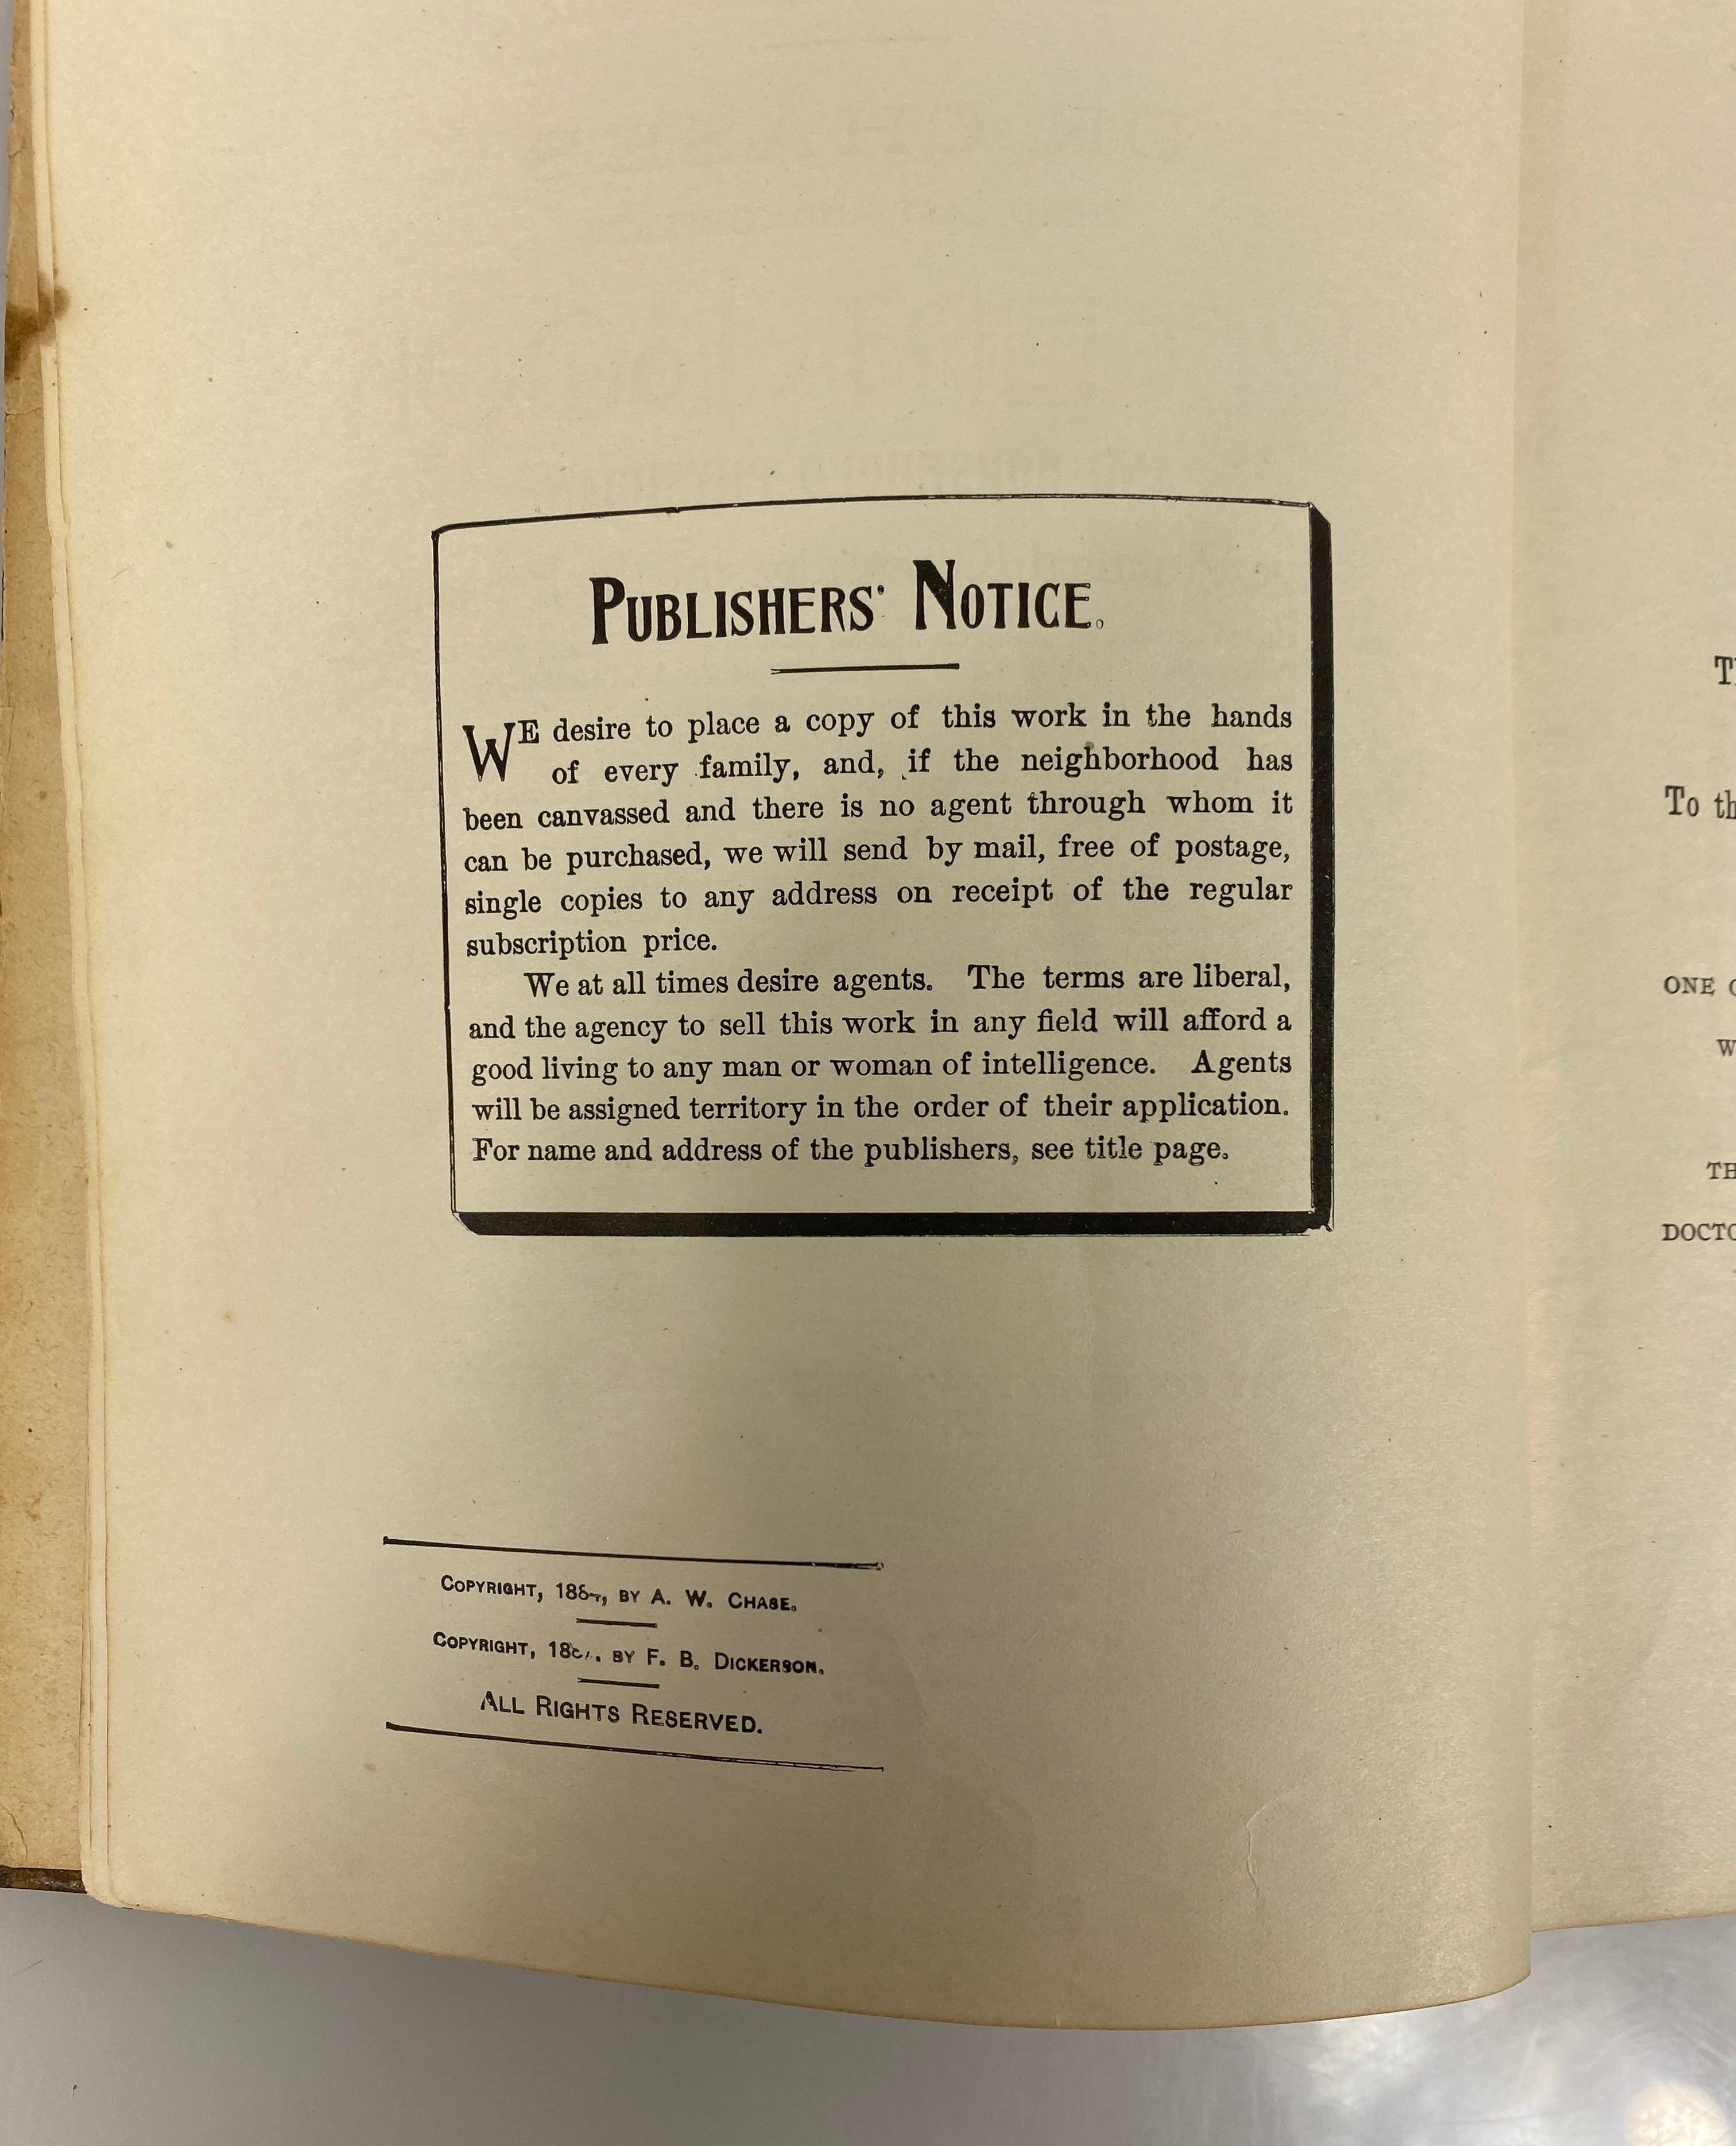 PUBLISHERS' NOTICE.
WE desire to place a copy of this work in the hands
of every family, and, if the neighborhood has
been canvassed and there is no agent through whom it
can be purchased, we will send by mail, free of postage,
single copies to any address on receipt of the regular
subscription price.
We at all times desire agents. The terms are liberal,
and the agency to sell this work in any field will afford a
good living to any man or woman of intelligence. Agents
will be assigned territory in the order of their application.
For name and address of the publishers, see title page.
COPYRIGHT, BY A. W. CHASE.
COPYRIGHT, BY F. B. DICKERSON.
ALL RIGHTS RESERVED.
To
ONE